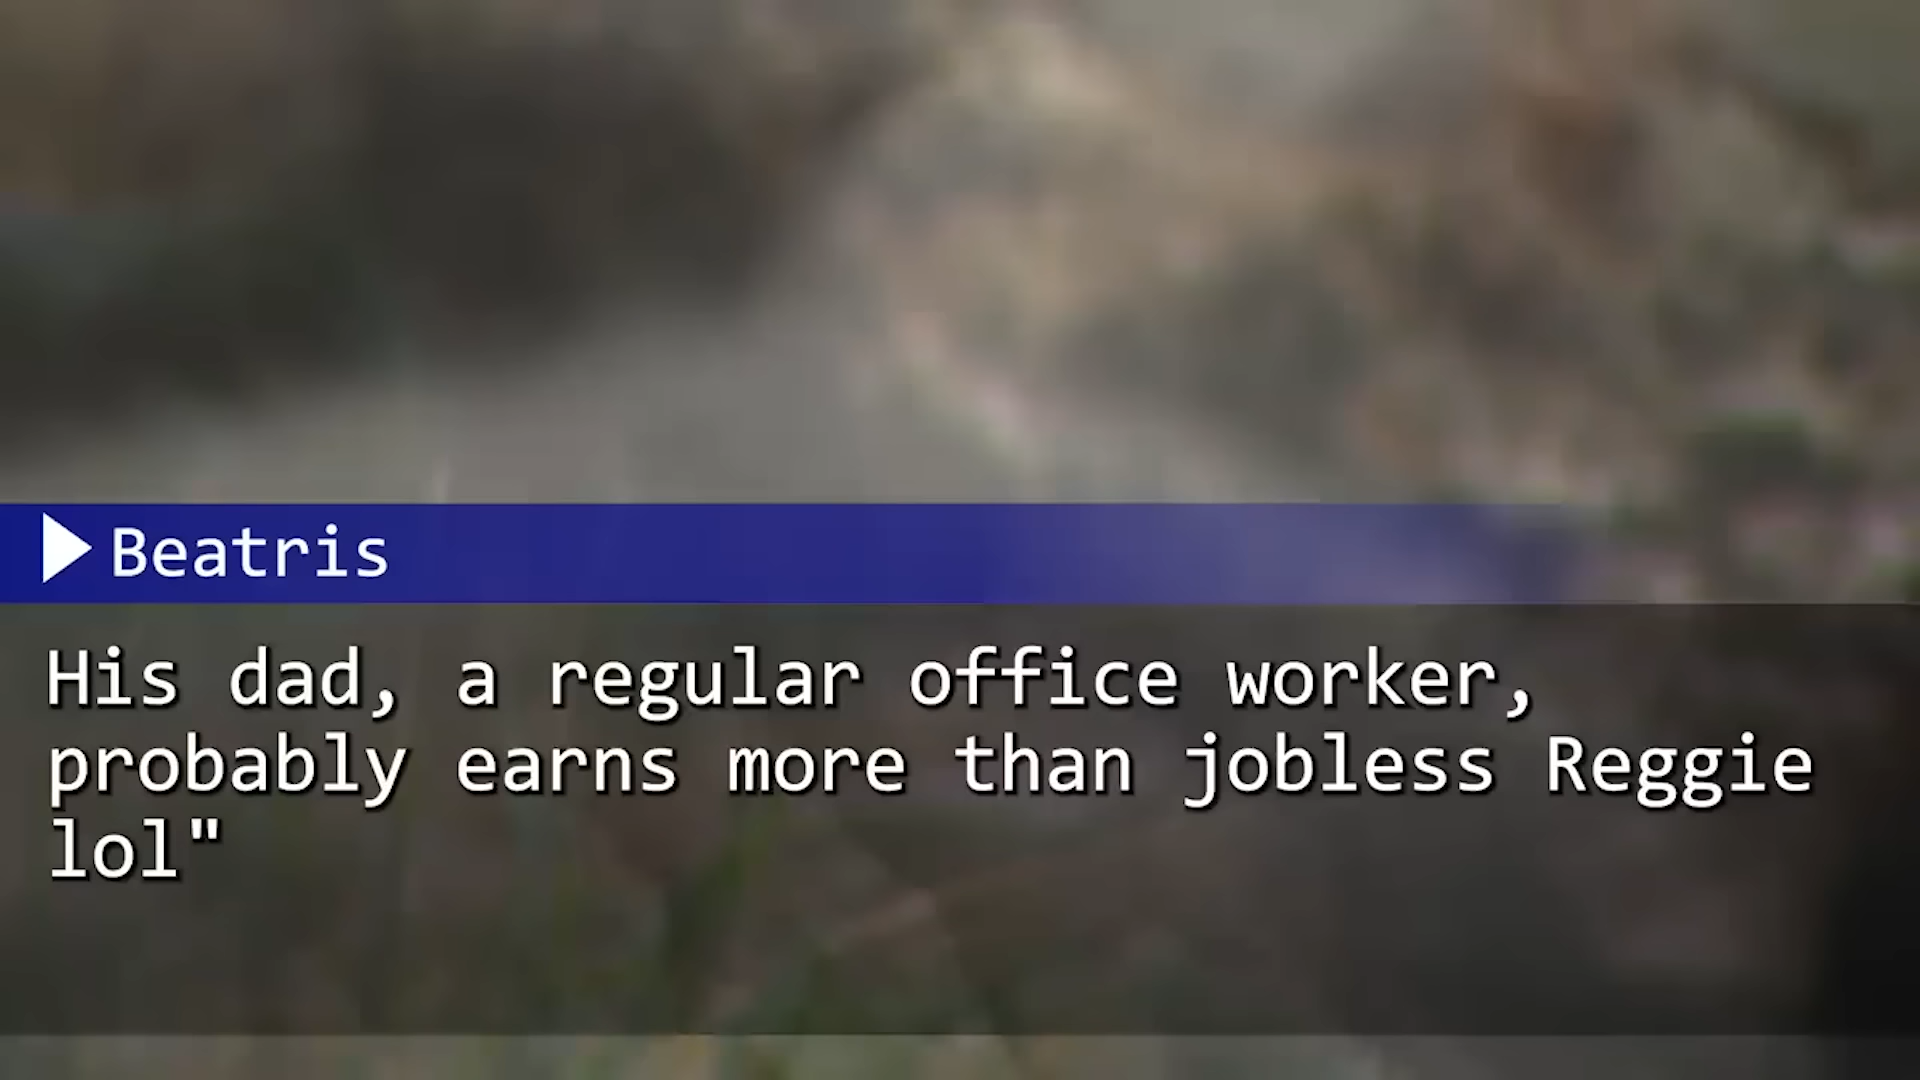 Beatris
His dad, a regular office worker,
probably earns more than jobless Reggie
lol"